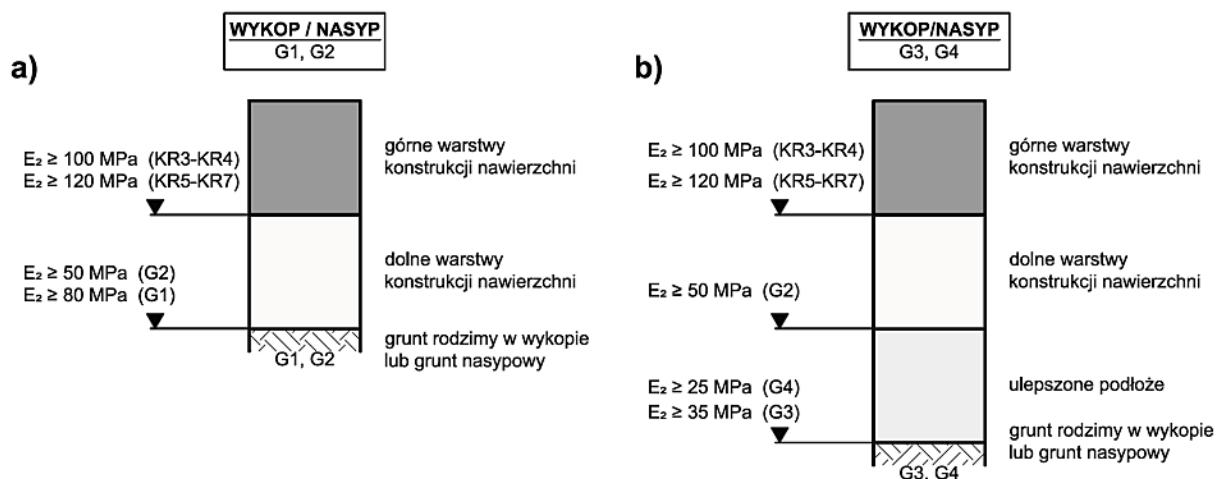 a)
WYKOP / NASYP
G1, G2
E₂ ≥ 100 MPa (KR3-KR4)
E₂ ≥ 120 MPa (KR5-KR7)
górne warstwy
konstrukcji nawierzchni
E₂ ≥ 50 MPa (G2)
E₂ ≥ 80 MPa (G1)
dolne warstwy
konstrukcji nawierzchni
grunt rodzimy w wykopie
lub grunt nasypowy
G1, G2
b)
WYKOP/NASYP
G3, G4
E₂ ≥ 100 MPa (KR3-KR4)
E₂ ≥ 120 MPa (KR5-KR7)
górne warstwy
konstrukcji nawierzchni
E₂ ≥ 50 MPa (G2)
dolne warstwy
konstrukcji nawierzchni
E₂ ≥ 25 MPa (G4)
E₂ ≥ 35 MPa (G3)
ulepszone podłoże
grunt rodzimy w wykopie
lub grunt nasypowy
G3, G4